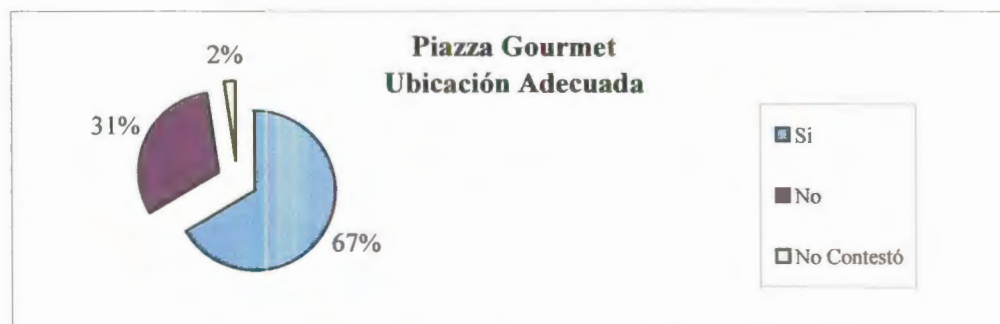 Piazza Gourmet
Ubicación Adecuada
2%
31%
67%
Si
No
No Contestó